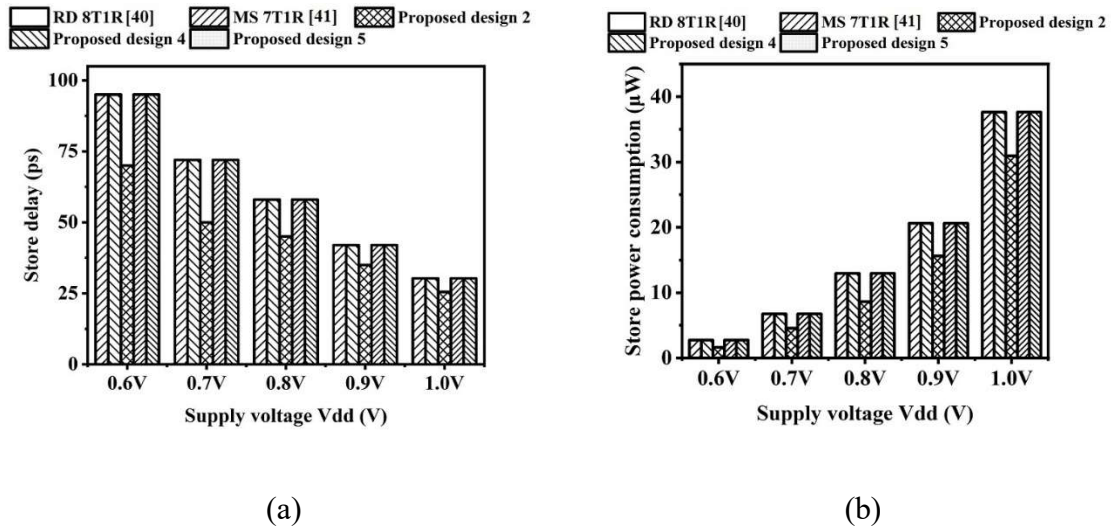 RD 8T1R [40] MS 7T1R [41] Proposed design 2
Proposed design 4 Proposed design 5
100
75
50
25
0
Store delay (ps)
0.6V 0.7V 0.8V 0.9V 1.0V
Supply voltage Vdd (V)
(a)
RD 8T1R [40] MS 7T1R [41] Proposed design 2
Proposed design 4 Proposed design 5
40
30
20
10
0
Store power consumption (μW)
0.6V 0.7V 0.8V 0.9V 1.0V
Supply voltage Vdd (V)
(b)